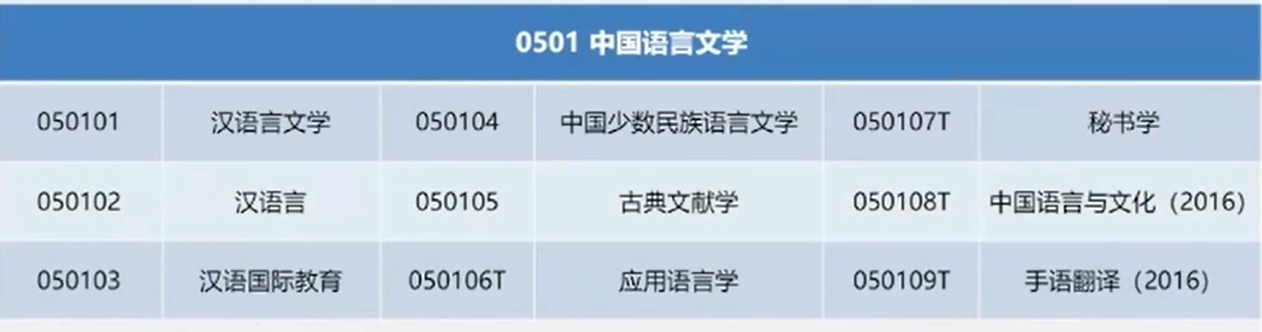 0501 中国语言文学
050101 汉语言文学 050104 中国少数民族语言文学 050107T 秘书学
050102 汉语言 050105 古典文献学 050108T 中国语言与文化（2016）
050103 汉语国际教育 050106T 应用语言学 050109T 手语翻译（2016）